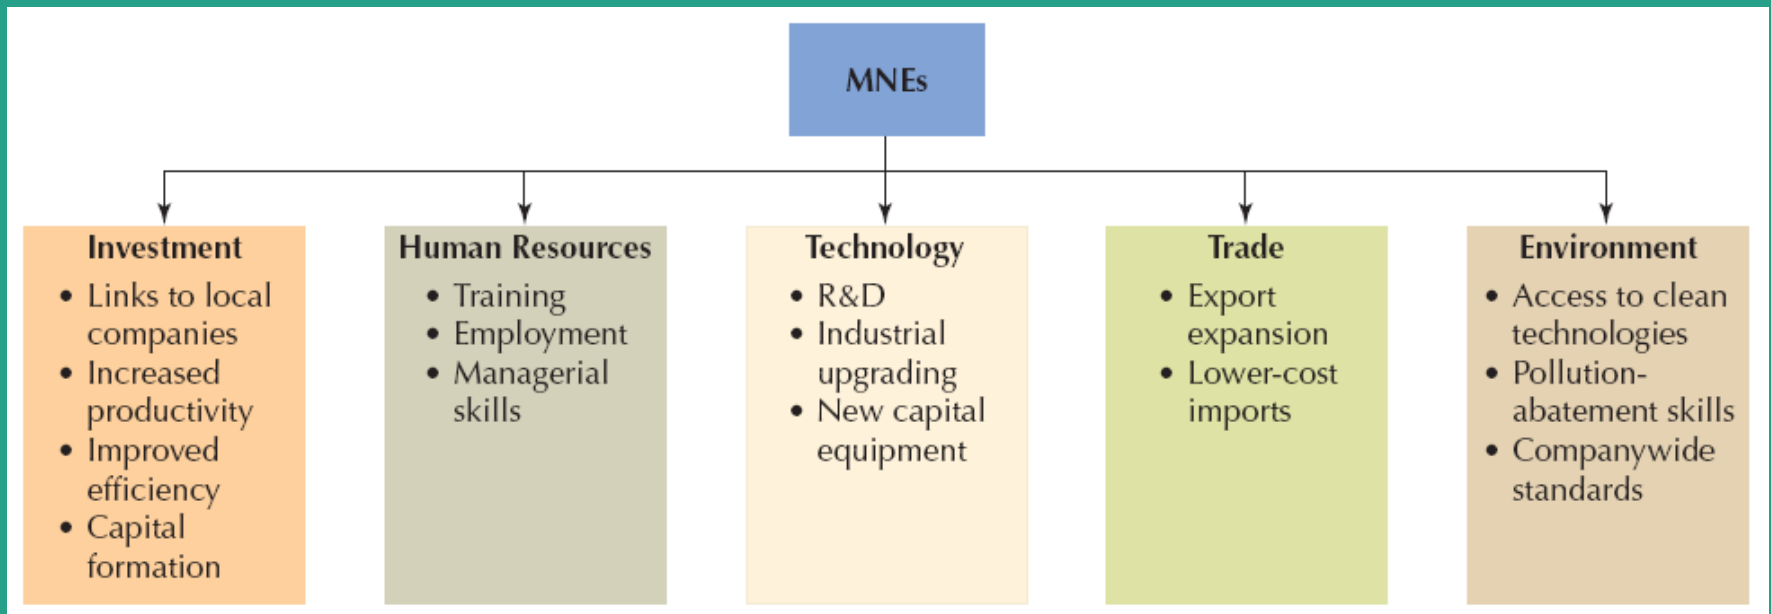 MNEs
Investment
• Links to local
companies
• Increased
productivity
• Improved
efficiency
• Capital
formation
Human Resources
• Training
• Employment
• Managerial
skills
Technology
• R&D
• Industrial
upgrading
• New capital
equipment
Trade
• Export
expansion
• Lower-cost
imports
Environment
• Access to clean
technologies
• Pollution-
abatement skills
• Companywide
standards